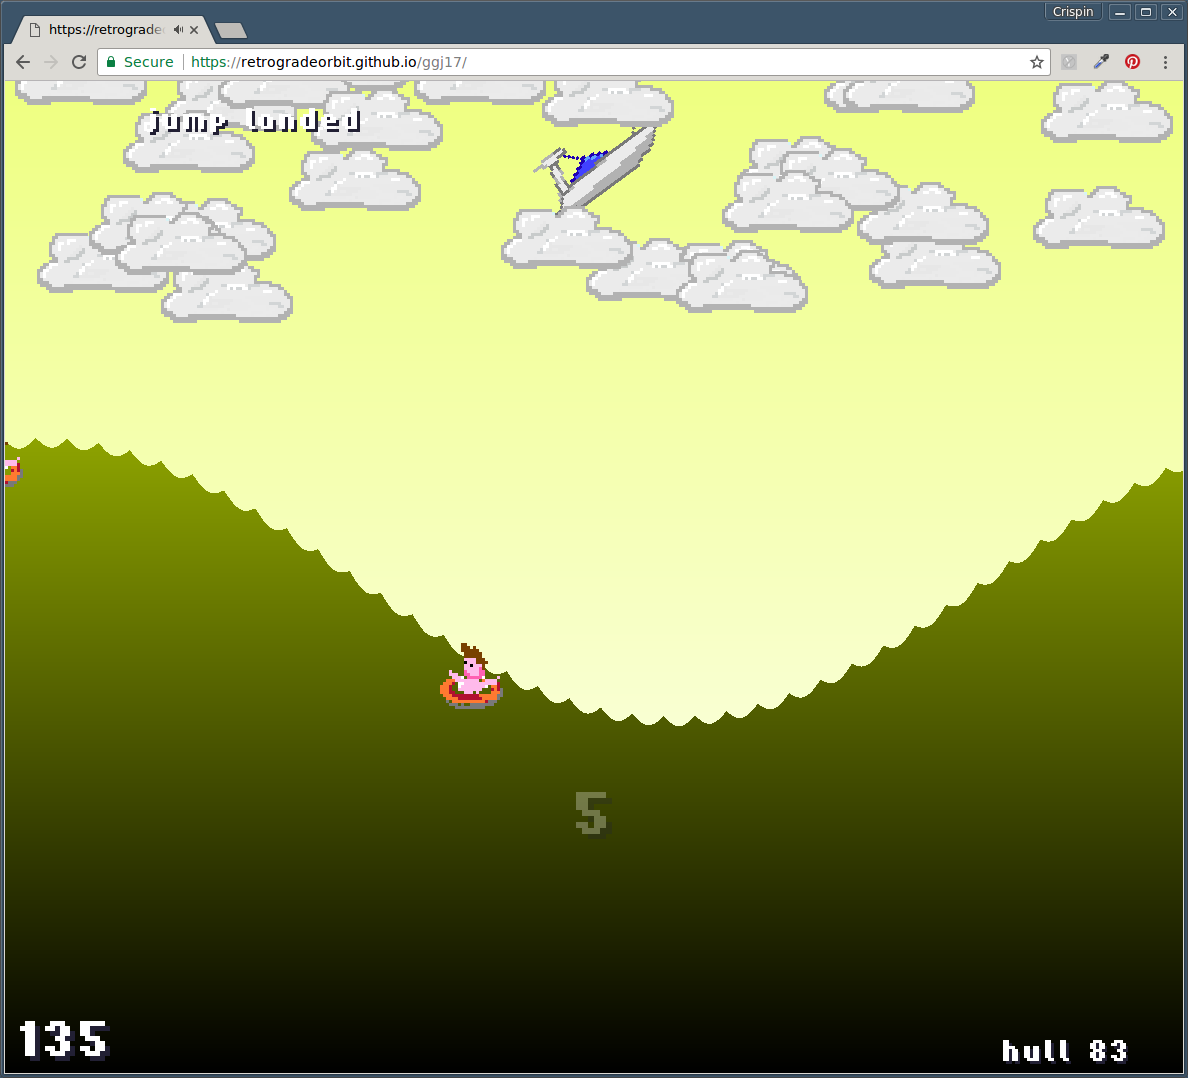 Crispin
https://retrograde
Secure https://retrogradeorbit.github.io/ggj17/
jump landed
5
135
hull 83